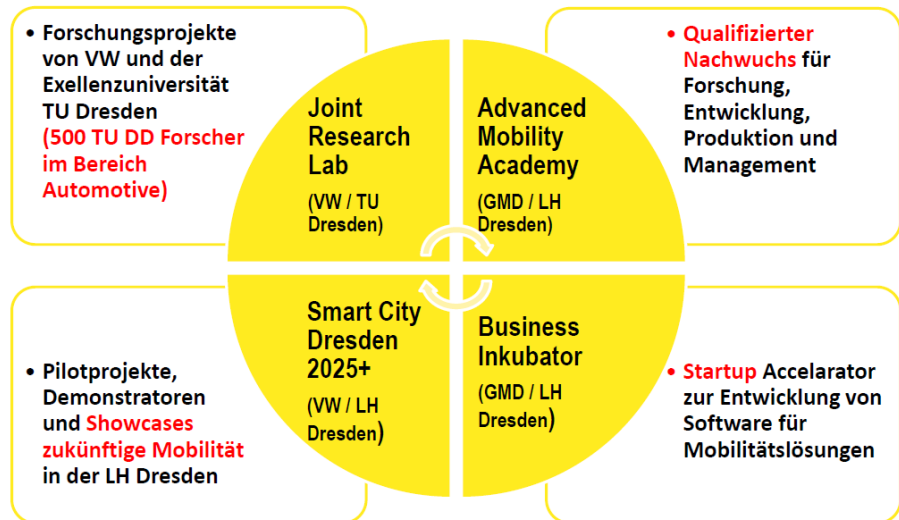 • Forschungsprojekte
von VW und der
Exellenzuniversität
TU Dresden
(500 TU DD Forscher
im Bereich
Automotive)
Joint
Research
Lab
(VW / TU
Dresden)
Advanced
Mobility
Academy
(GMD / LH
Dresden)
• Qualifizierter
Nachwuchs für
Forschung,
Entwicklung,
Produktion und
Management
• Pilotprojekte,
Demonstratoren
und Showcases
zukünftige Mobilität
in der LH Dresden
Smart City
Dresden
2025+
(VW / LH
Dresden)
Business
Inkubator
(GMD / LH
Dresden)
• Startup Accelarator
zur Entwicklung von
Software für
Mobilitätslösungen